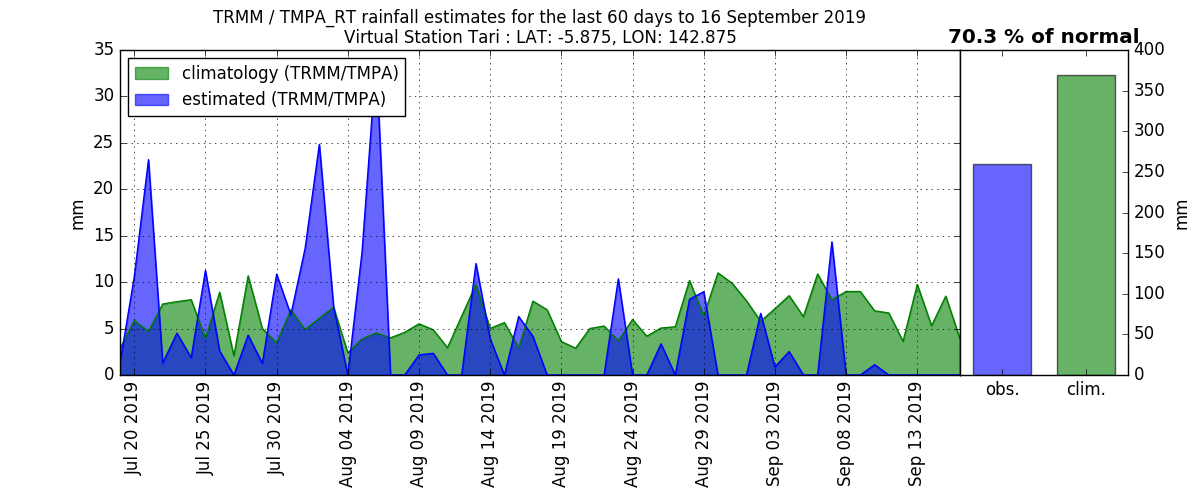 TRMM / TMPA_RT rainfall estimates for the last 60 days to 16 September 2019
Virtual Station Tari : LAT: -5.875, LON: 142.875
70.3 % of normal
climatology (TRMM/TMPA)
estimated (TRMM/TMPA)
mm
35
30
25
20
15
10
5
0
Jul 20 2019
Jul 25 2019
Jul 30 2019
Aug 04 2019
Aug 09 2019
Aug 14 2019
Aug 19 2019
Aug 24 2019
Aug 29 2019
Sep 03 2019
Sep 08 2019
Sep 13 2019
obs.
clim.
400
350
300
250
200
150
100
50
0
mm